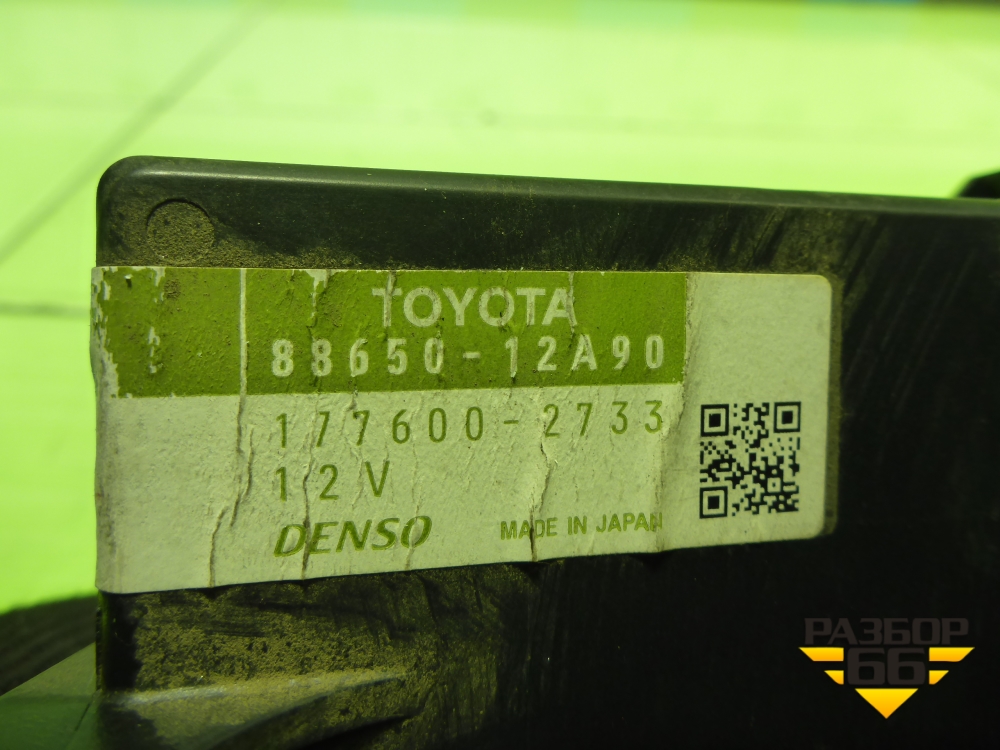 TOYOTA
88650-12A90
177600-2733
12V
DENSO MADE IN JAPAN
РАЗБОР
66